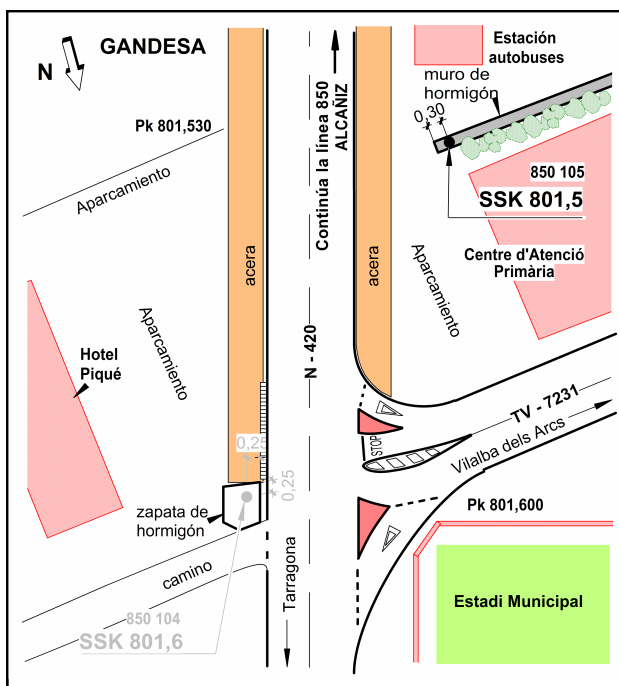 GANDESA
N
Estación
autobuses
muro de
hormigón
0,30
Pk 801,530
Continúa la línea 850
ALCAÑIZ
850 105
SSK 801,5
Aparcamiento
acera
acera
Centre d'Atenció
Primària
Aparcamiento
Aparcamiento
Hotel
Piqué
N - 420
TV - 7231
Vilalba dels Arcs
STOP
0,25
0,25
zapata de
hormigón
Pk 801,600
camino
Tarragona
850 104
SSK 801,6
Estadi Municipal